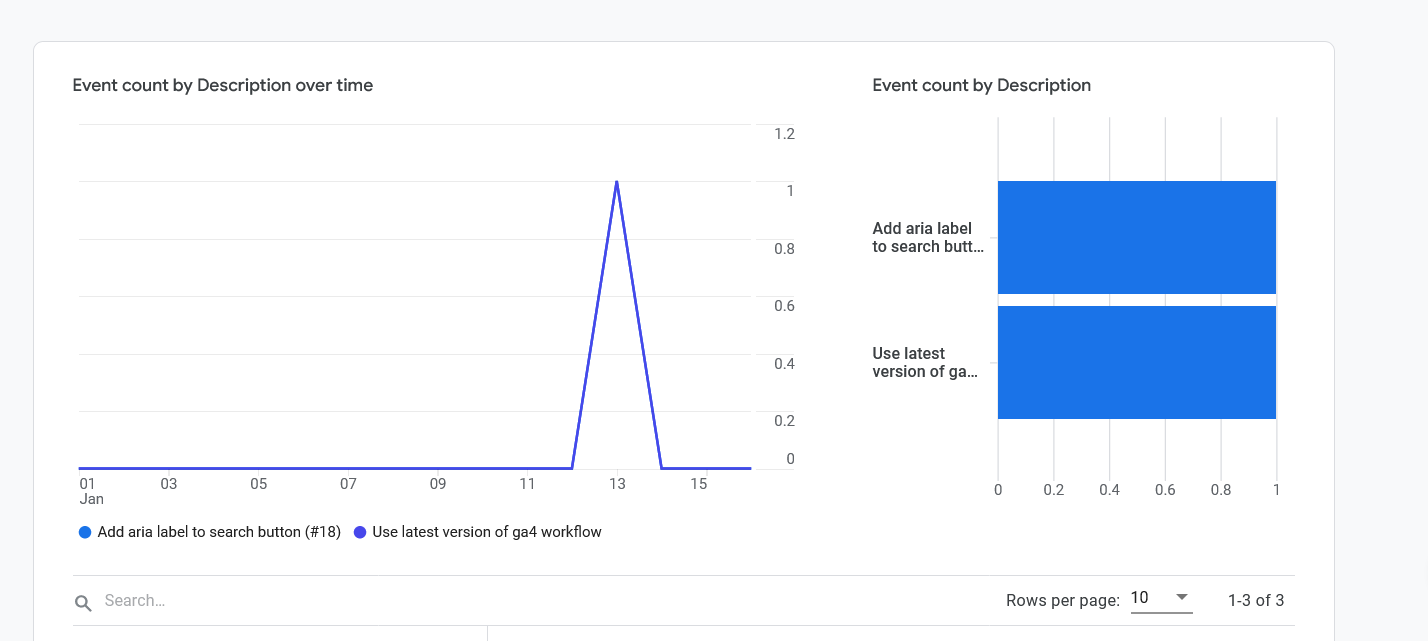 Event count by Description over time
1.2
1
0.8
0.6
0.4
0.2
0
01 03 05 07 09 11 13 15
Jan
Add aria label to search button (#18) Use latest version of ga4 workflow
Event count by Description
Add aria label
to search butt...
Use latest
version of ga...
0 0.2 0.4 0.6 0.8 1
Search...
Rows per page: 10 1-3 of 3